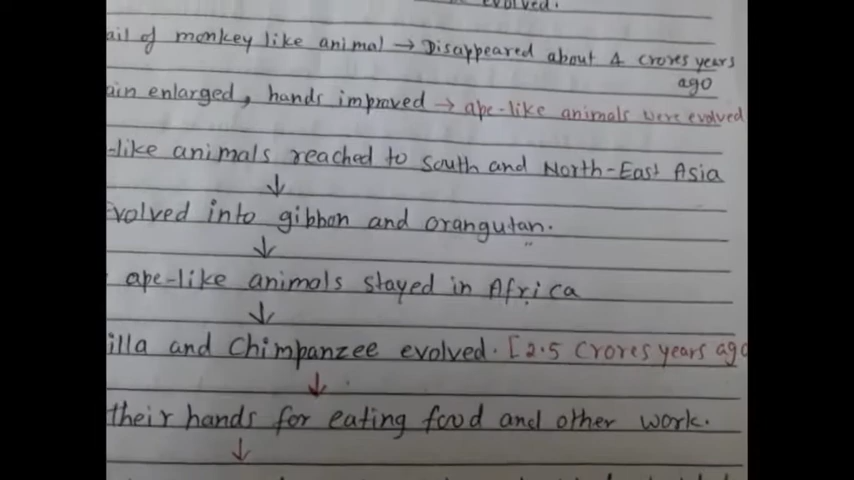 evolved.
ail of monkey like animal → Disappeared about 4 crores years
ago
ain enlarged, hands improved → ape-like animals were evolved
-like animals reached to South and North-East Asia
↓
Evolved into gibbon and orangutan.
↓
ape-like animals stayed in Africa
↓
illa and Chimpanzee evolved. [2.5 crores years ago
↓
their hands for eating food and other work.
↓